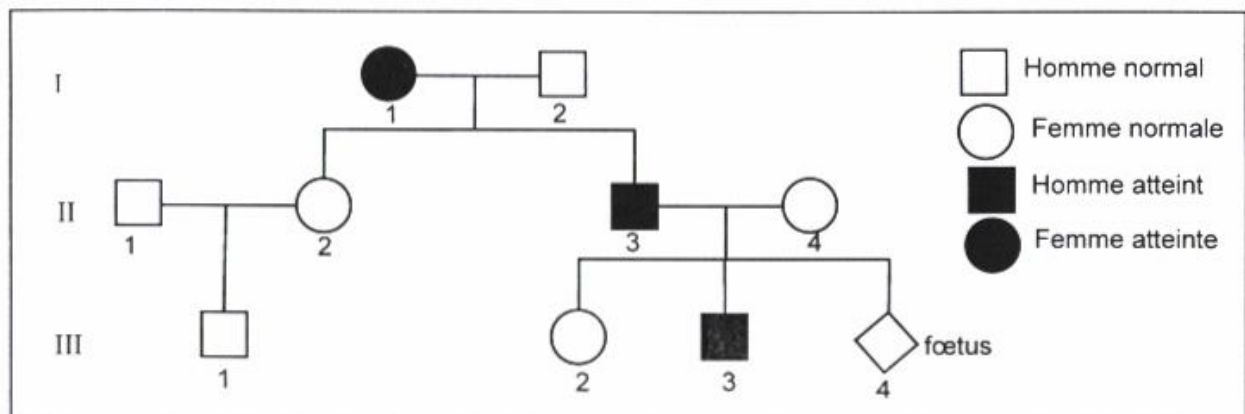 I
1
2
Homme normal
Femme normale
Homme atteint
Femme atteinte
II
1
2
3
4
III
1
2
3
4
fœtus